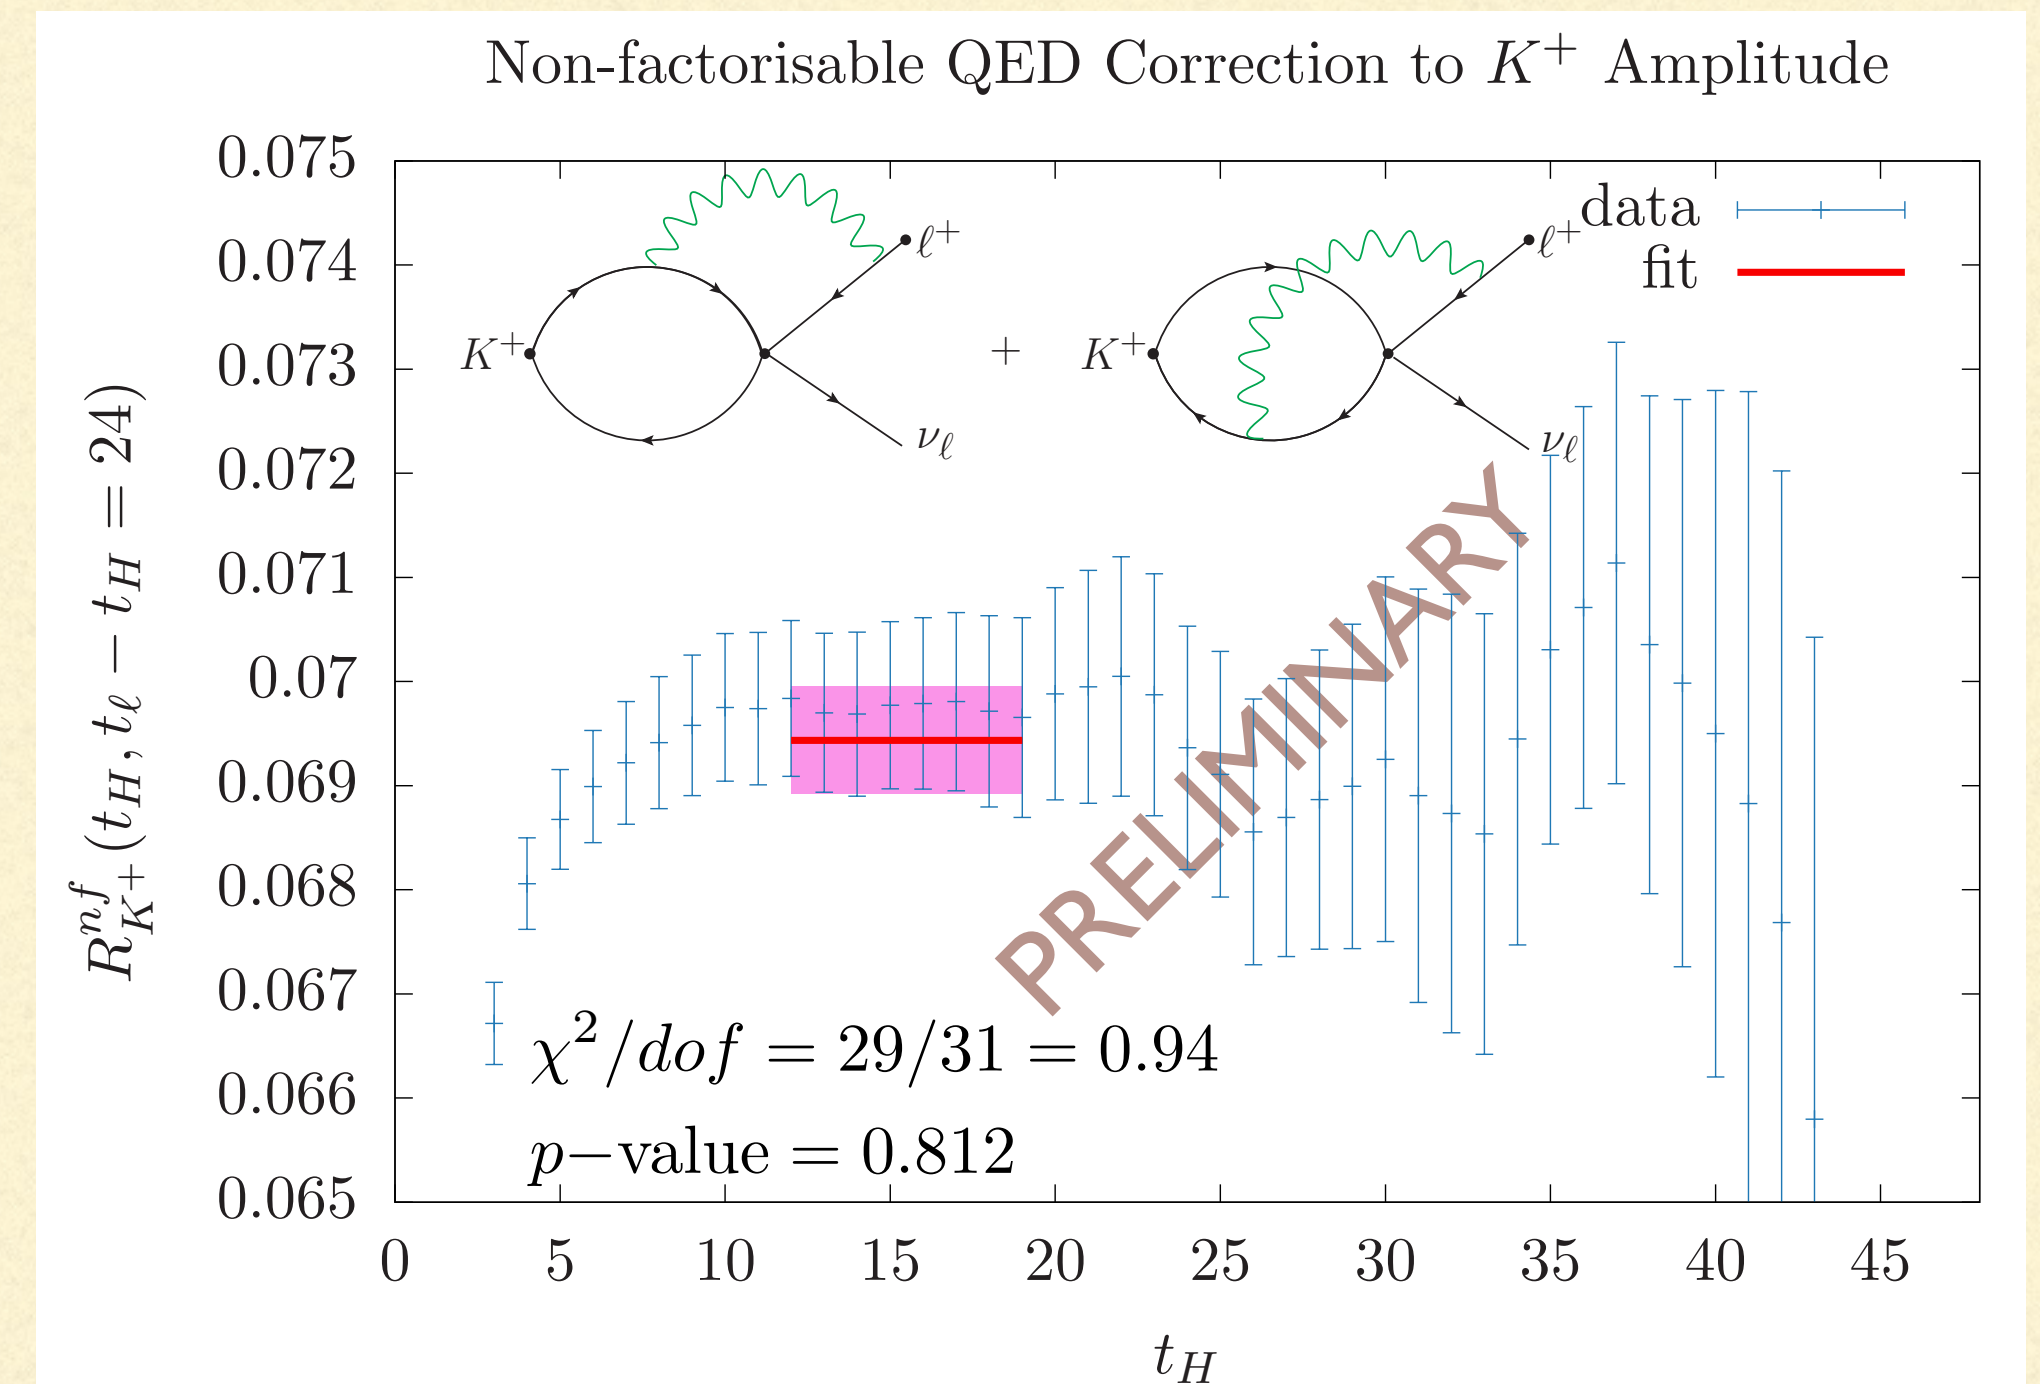 Non-factorisable QED Correction to K⁺ Amplitude
0.075
0.074
0.073
0.072
0.071
0.07
0.069
0.068
0.067
0.066
0.065
R^{nf}_{K⁺}(t_H, t_ℓ − t_H = 24)
data
fit
K⁺
ℓ⁺
ν_ℓ
+
K⁺
ℓ⁺
ν_ℓ
PRELIMINARY
χ²/dof = 29/31 = 0.94
p−value = 0.812
0 5 10 15 20 25 30 35 40 45
t_H